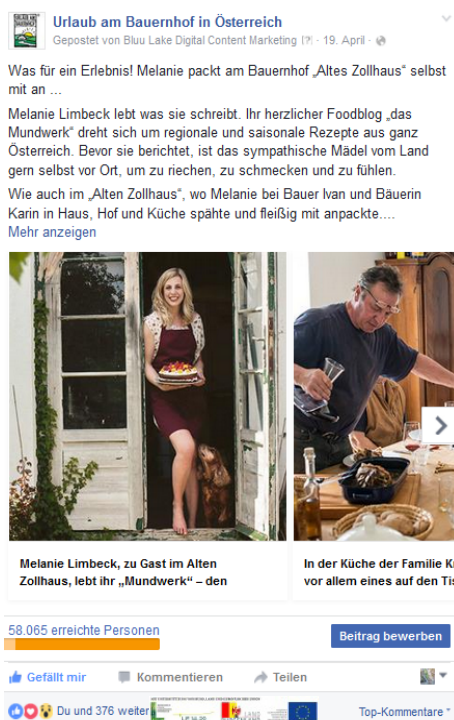 Urlaub am Bauernhof in Österreich
Gepostet von Bluu Lake Digital Content Marketing [?] · 19. April ·
Was für ein Erlebnis! Melanie packt am Bauernhof „Altes Zollhaus“ selbst
mit an ...
Melanie Limbeck lebt was sie schreibt. Ihr herzlicher Foodblog „das
Mundwerk“ dreht sich um regionale und saisonale Rezepte aus ganz
Österreich. Bevor sie berichtet, ist das sympathische Mädel vom Land
gern selbst vor Ort, um zu riechen, zu schmecken und zu fühlen.
Wie auch im „Alten Zollhaus“, wo Melanie bei Bauer Ivan und Bäuerin
Karin in Haus, Hof und Küche spähte und fleißig mit anpackte....
Mehr anzeigen
Melanie Limbeck, zu Gast im Alten
Zollhaus, lebt ihr „Mundwerk“ – den
In der Küche der Familie K
vor allem eines auf den Tis
58.065 erreichte Personen
Beitrag bewerben
Gefällt mir
Kommentieren
Teilen
Du und 376 weiter
Top-Kommentare